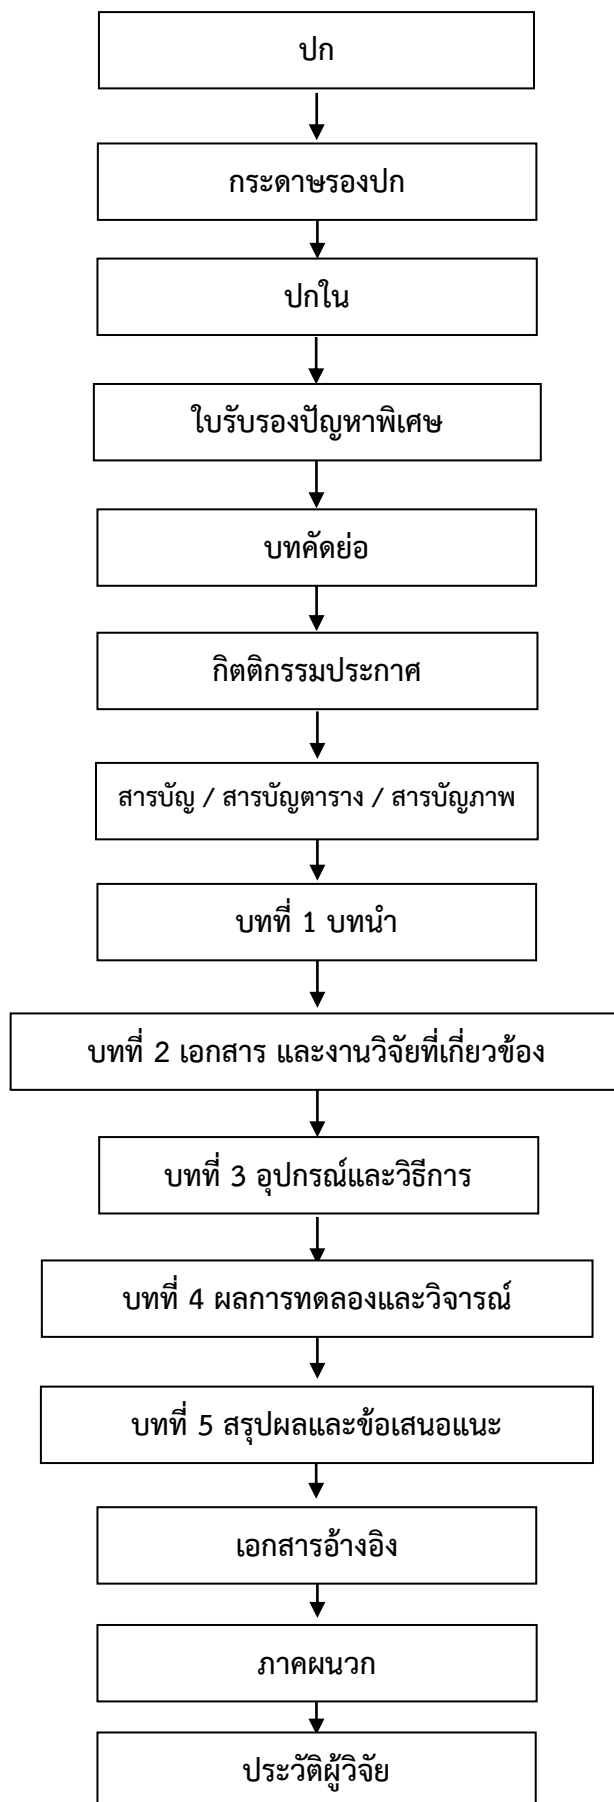 ปก
กระดาษรองปก
ปกใน
ใบรับรองปัญหาพิเศษ
บทคัดย่อ
กิตติกรรมประกาศ
สารบัญ / สารบัญตาราง / สารบัญภาพ
บทที่ 1 บทนำ
บทที่ 2 เอกสาร และงานวิจัยที่เกี่ยวข้อง
บทที่ 3 อุปกรณ์และวิธีการ
บทที่ 4 ผลการทดลองและวิจารณ์
บทที่ 5 สรุปผลและข้อเสนอแนะ
เอกสารอ้างอิง
ภาคผนวก
ประวัติผู้วิจัย